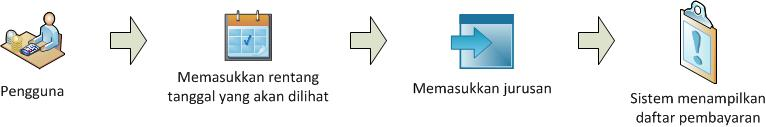 Pengguna
Memasukkan rentang
tanggal yang akan dilihat
Memasukkan jurusan
Sistem menampilkan
daftar pembayaran